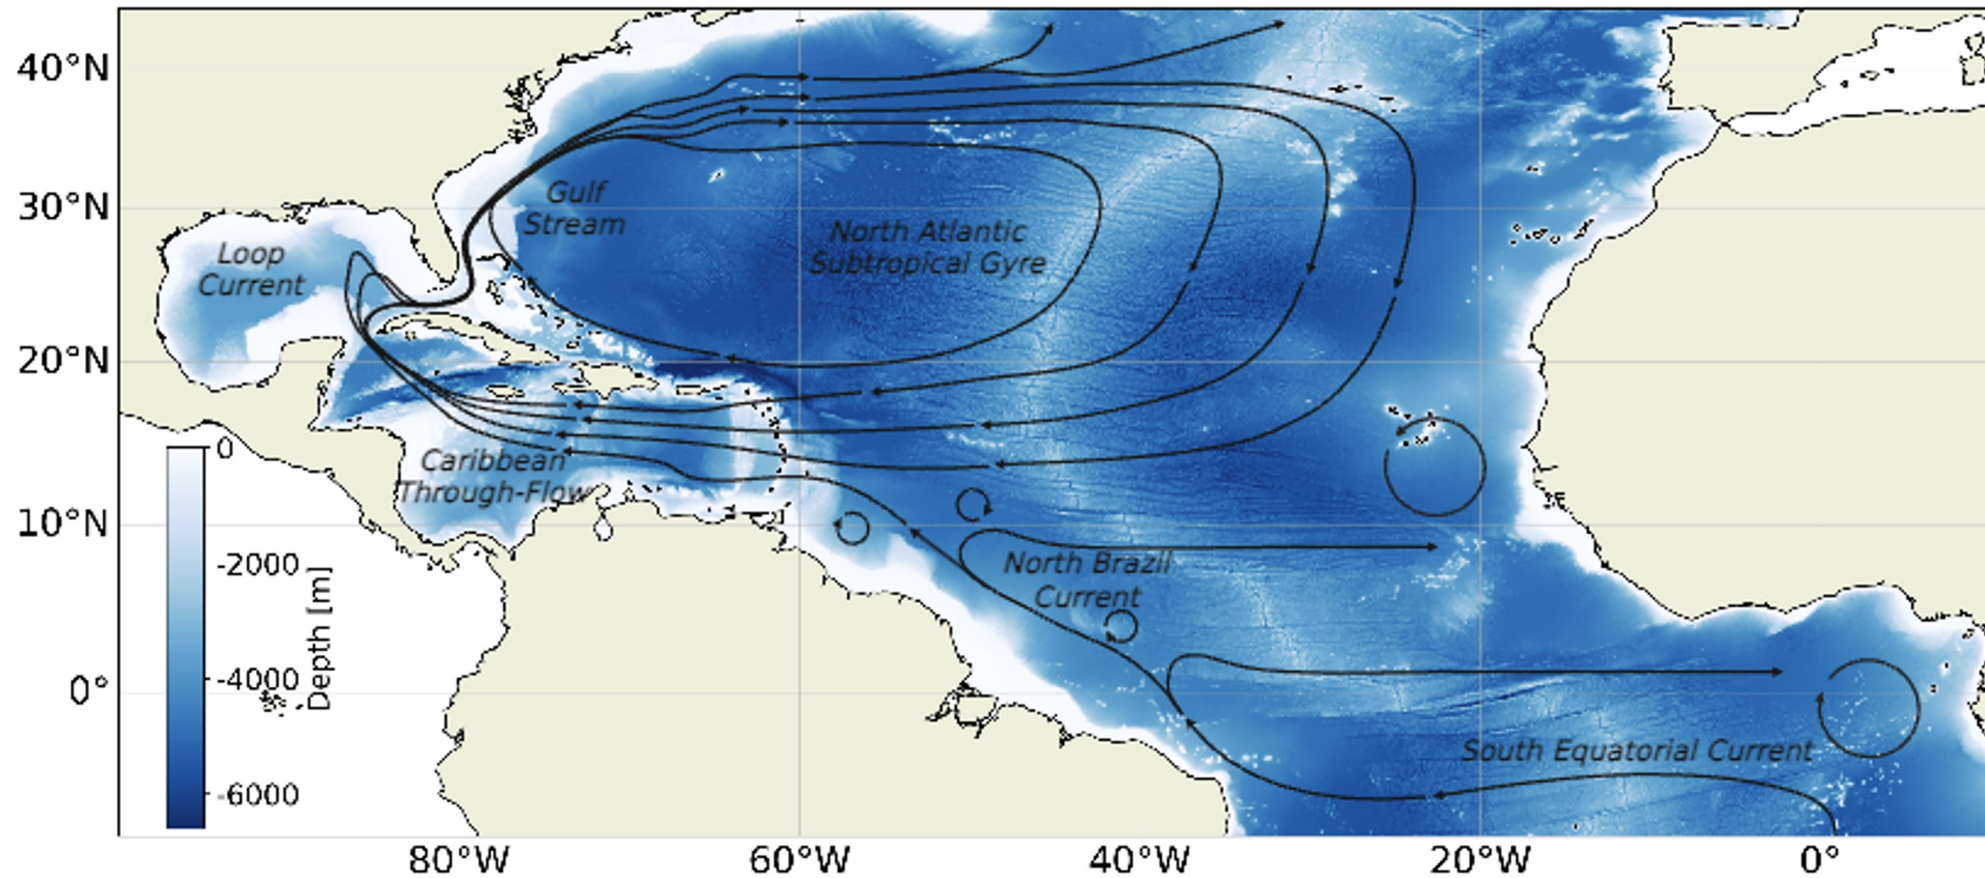 40°N
30°N
20°N
10°N
0°
Gulf
Stream
Loop
Current
North Atlantic
Subtropical Gyre
Caribbean
Through-Flow
North Brazil
Current
South Equatorial Current
0
-2000
-4000
-6000
Depth [m]
80°W
60°W
40°W
20°W
0°